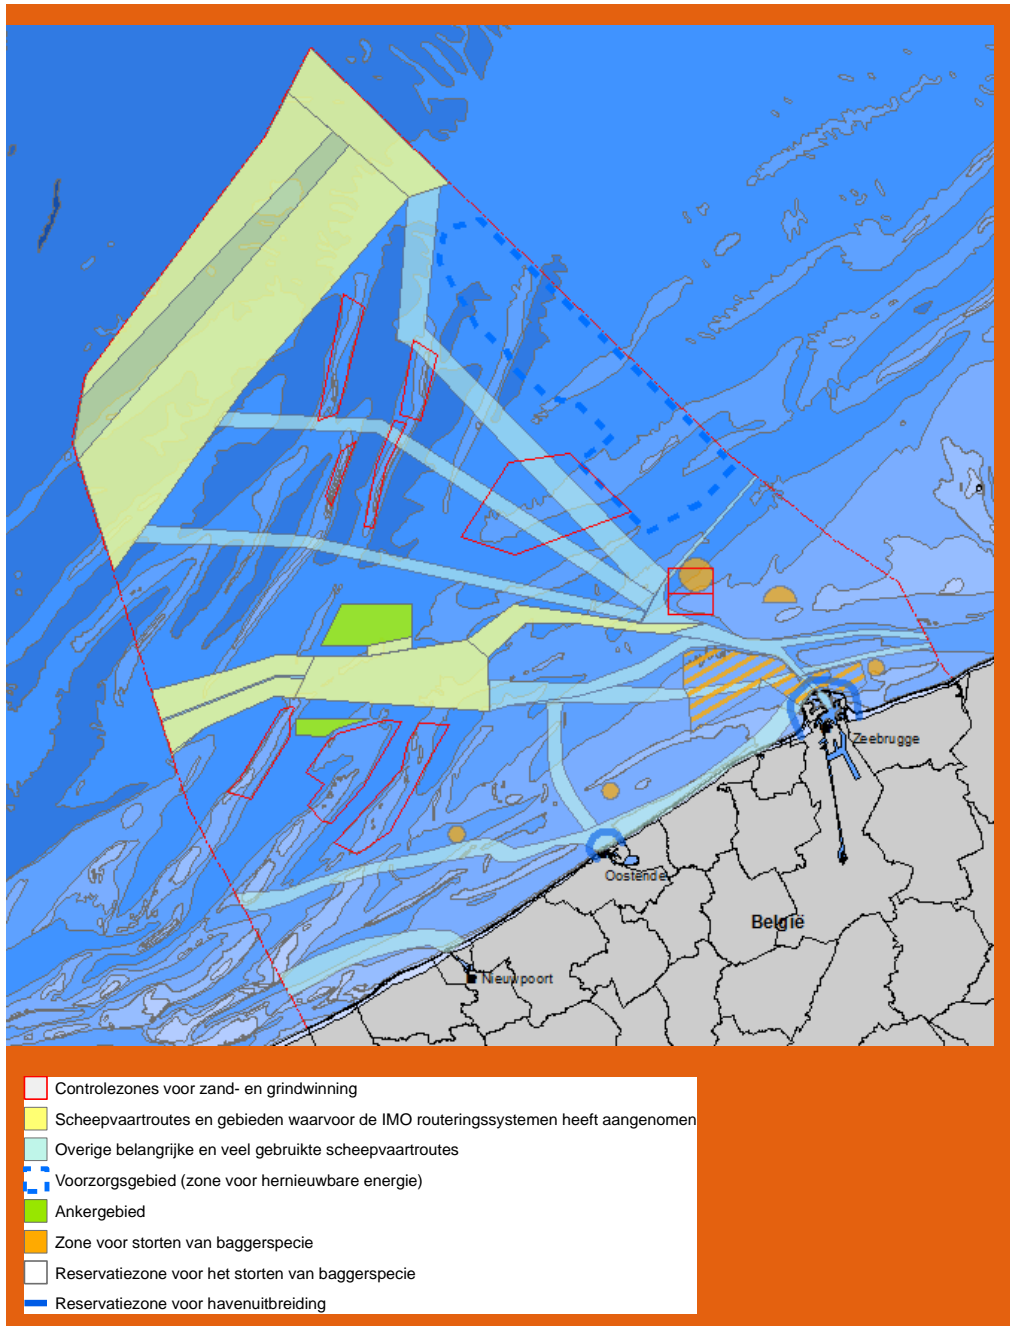 Zeebrugge
Oostende
België
Nieuwpoort
Controlezones voor zand- en grindwinning
Scheepvaartroutes en gebieden waarvoor de IMO routeringssystemen heeft aangenomen
Overige belangrijke en veel gebruikte scheepvaartroutes
Voorzorgsgebied (zone voor hernieuwbare energie)
Ankergebied
Zone voor storten van baggerspecie
Reservatiezone voor het storten van baggerspecie
Reservatiezone voor havenuitbreiding